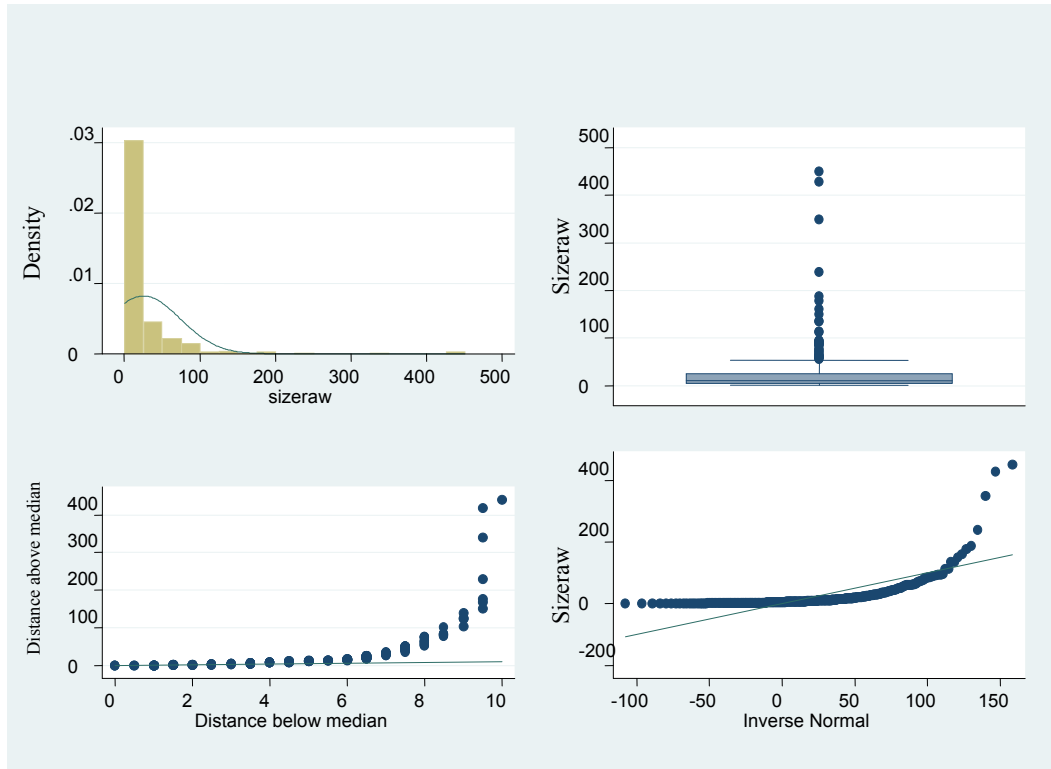 .03
.02
.01
0
Density
0 100 200 300 400 500
sizeraw
500
400
300
200
100
0
Sizeraw
400
300
200
100
0
Distance above median
0 2 4 6 8 10
Distance below median
400
200
0
-200
Sizeraw
-100 -50 0 50 100 150
Inverse Normal